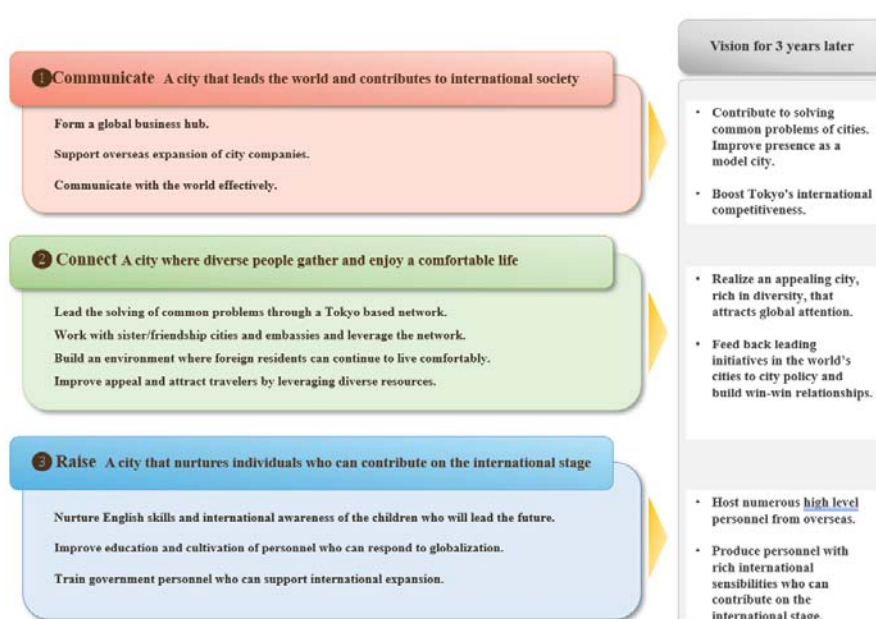 ❶Communicate A city that leads the world and contributes to international society
Form a global business hub.
Support overseas expansion of city companies.
Communicate with the world effectively.
❷ Connect A city where diverse people gather and enjoy a comfortable life
Lead the solving of common problems through a Tokyo based network.
Work with sister/friendship cities and embassies and leverage the network.
Build an environment where foreign residents can continue to live comfortably.
Improve appeal and attract travelers by leveraging diverse resources.
❸ Raise A city that nurtures individuals who can contribute on the international stage
Nurture English skills and international awareness of the children who will lead the future.
Improve education and cultivation of personnel who can respond to globalization.
Train government personnel who can support international expansion.
Vision for 3 years later
• Contribute to solving
common problems of cities.
Improve presence as a
model city.
• Boost Tokyo's international
competitiveness.
• Realize an appealing city,
rich in diversity, that
attracts global attention.
• Feed back leading
initiatives in the world's
cities to city policy and
build win-win relationships.
• Host numerous high level
personnel from overseas.
• Produce personnel with
rich international
sensibilities who can
contribute on the
international stage.